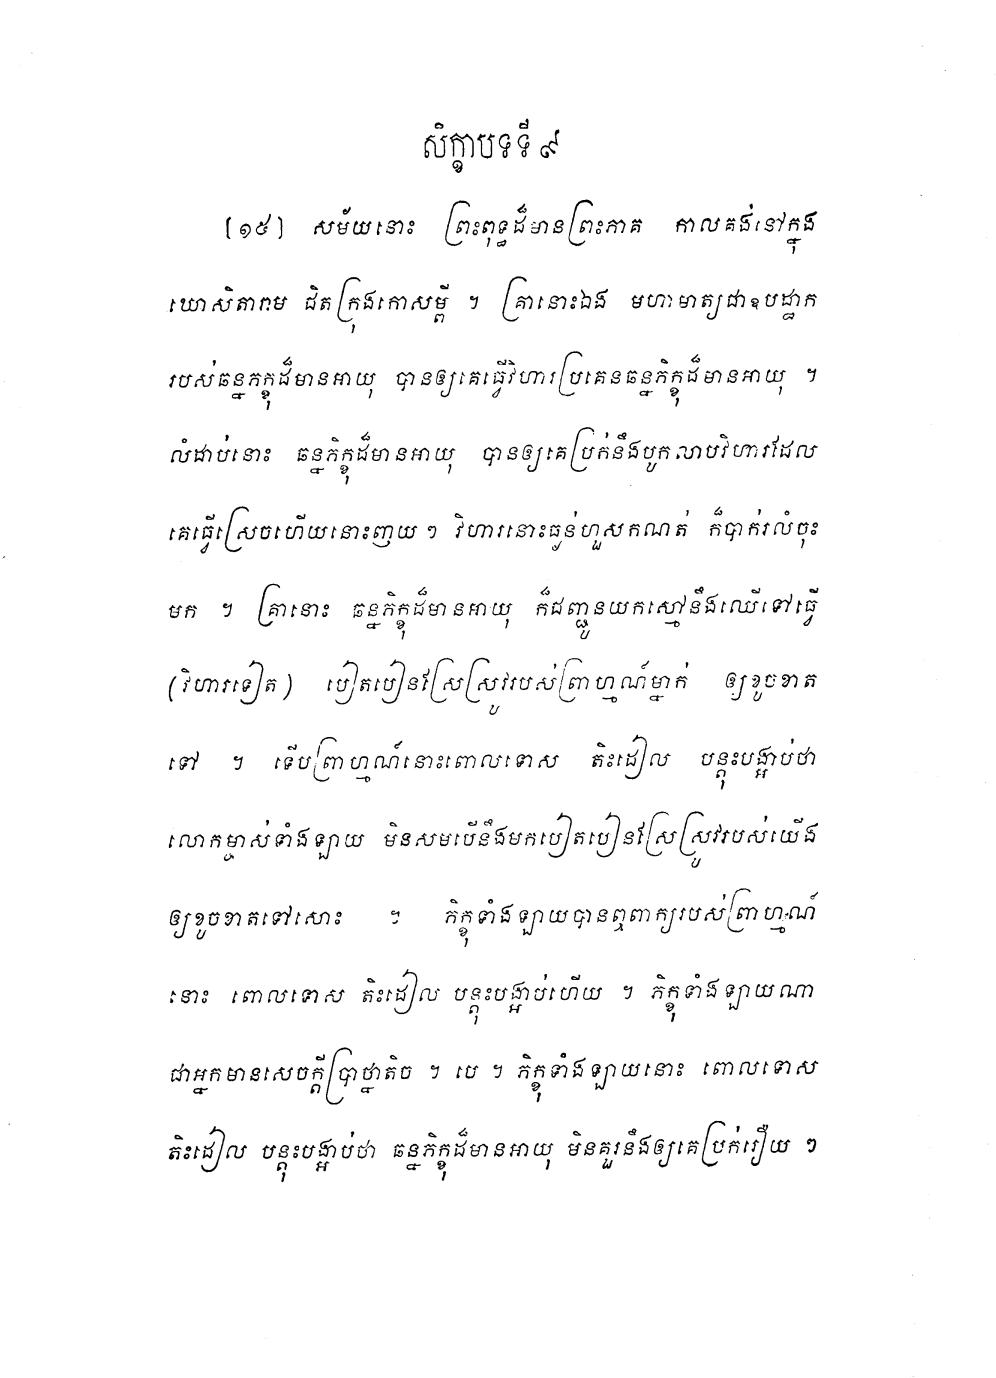 សិក្ខាបទទី ៩
[១៥] សម័យនោះ ព្រះពុទ្ធដ៏មានព្រះភាគ កាលគង់នៅក្នុង
ឃោសិតារាម ជិតក្រុងកោសម្ពី ។ គ្រានោះឯង មហាមាត្យជាឧបដ្ឋាក
របស់ឆន្នភិក្ខុដ៏មានអាយុ បានឲ្យគេធ្វើវិហារប្រគេនឆន្នភិក្ខុដ៏មានអាយុ ។
លំដាប់នោះ ឆន្នភិក្ខុដ៏មានអាយុ បានឲ្យគេប្រក់នឹងបូកលាបវិហារដែល
គេធ្វើស្រេចហើយនោះញយ ៗ វិហារនោះធ្ងន់ហួសកណត់ ក៏បាក់រលំចុះ
មក ។ គ្រានោះ ឆន្នភិក្ខុដ៏មានអាយុ ក៏ជញ្ជូនយកស្មៅនឹងឈើទៅធ្វើ
(វិហារទៀត) បៀតបៀនស្រែស្រូវរបស់ព្រាហ្មណ៍ម្នាក់ ឲ្យខូចខាត
ទៅ ។ ទើបព្រាហ្មណ៍នោះពោលទោស តិះដៀល បន្តុះបង្អាប់ថា
លោកម្ចាស់ទាំងឡាយ មិនសមបើនឹងមកបៀតបៀនស្រែស្រូវរបស់យើង
ឲ្យខូចខាតទៅសោះ ។ ភិក្ខុទាំងឡាយបានឮពាក្យរបស់ព្រាហ្មណ៍
នោះ ពោលទោស តិះដៀល បន្តុះបង្អាប់ហើយ ។ ភិក្ខុទាំងឡាយណា
ជាអ្នកមានសេចក្តីប្រាថ្នាតិច ។ បេ ។ ភិក្ខុទាំងឡាយនោះ ពោលទោស
តិះដៀល បន្តុះបង្អាប់ថា ឆន្នភិក្ខុដ៏មានអាយុ មិនគួរនឹងឲ្យគេប្រក់រឿយ ៗ